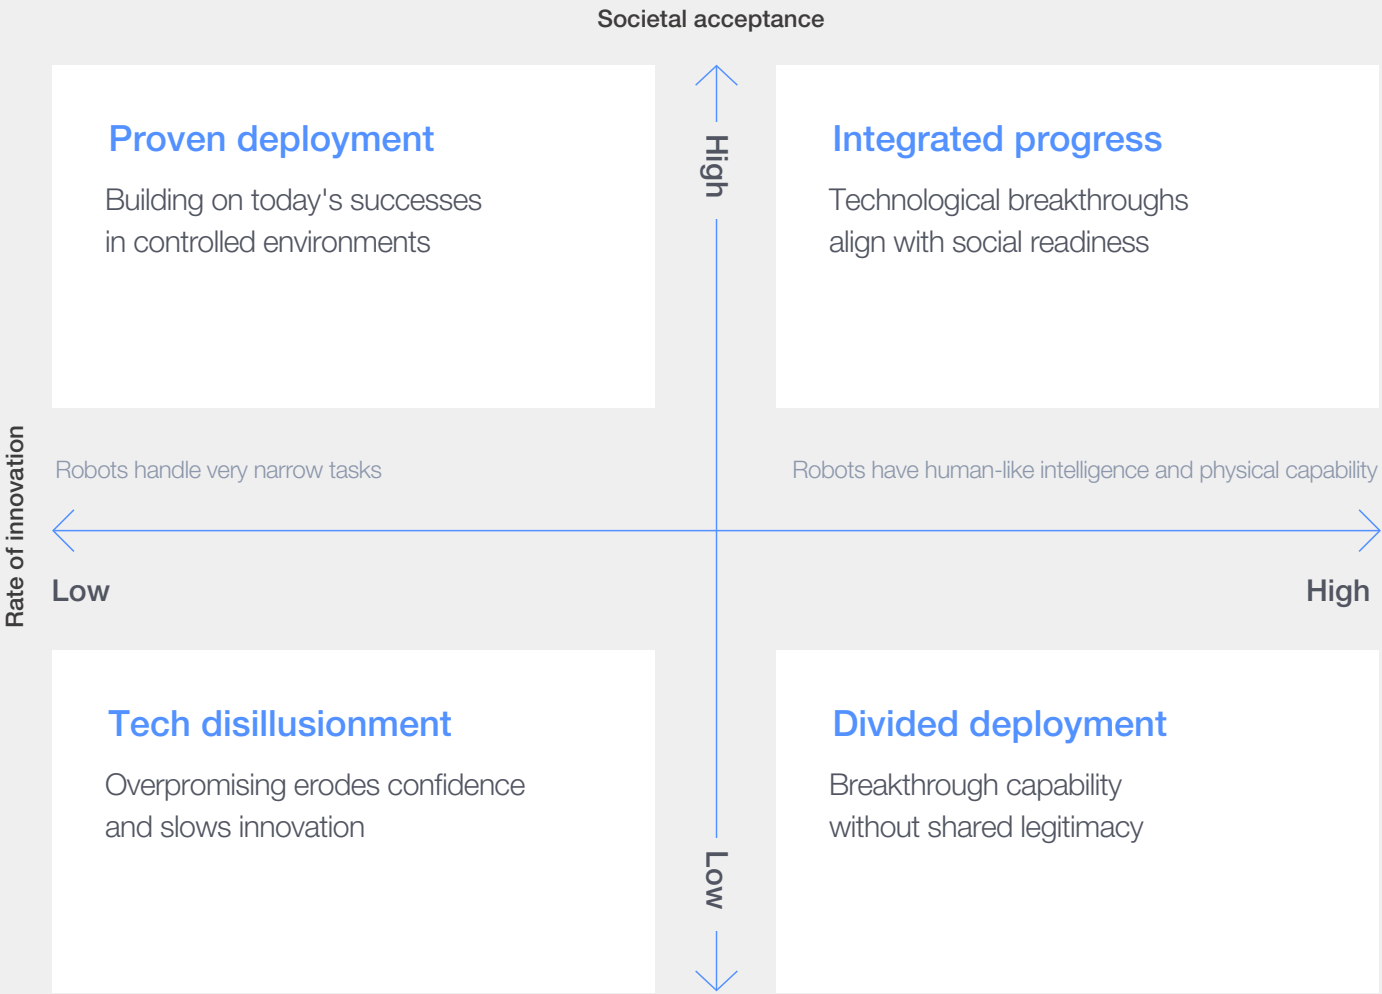 Societal acceptance
Proven deployment
Building on today's successes
in controlled environments
High
Integrated progress
Technological breakthroughs
align with social readiness
Rate of innovation
Robots handle very narrow tasks
Robots have human-like intelligence and physical capability
Low
High
Tech disillusionment
Overpromising erodes confidence
and slows innovation
Low
Divided deployment
Breakthrough capability
without shared legitimacy